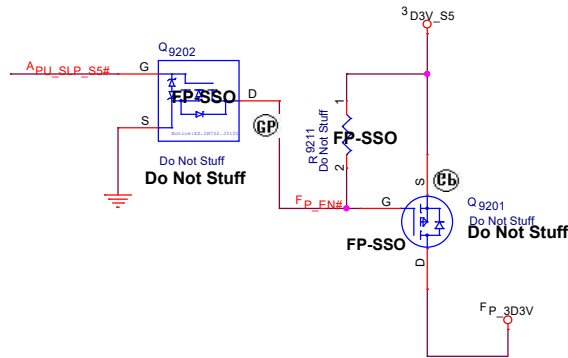 3D3V_S5
Q9202
APU_SLP_S5#
G
FP-SSO
D
GP
S
Do Not Stuff
Do Not Stuff
1
R9211
Do Not Stuff
FP-SSO
2
FP_EN#
G
S
Q9201
Do Not Stuff
Do Not Stuff
FP-SSO
D
FP_3D3V